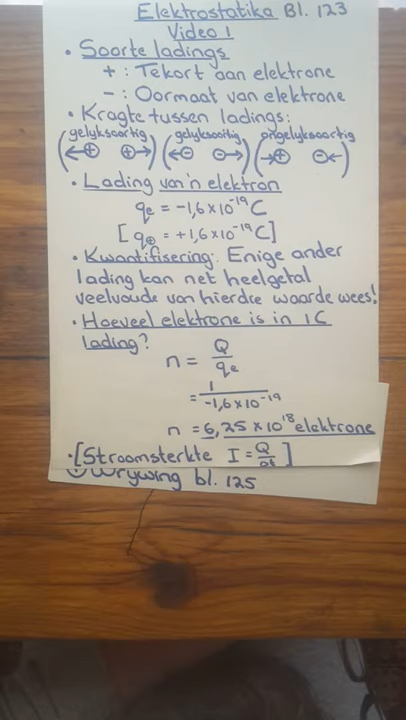 Elektrostatika Bl. 123
Video 1
• Soorte ladings
+ : Tekort aan elektrone
- : Oormaat van elektrone
• Kragte tussen ladings:
gelyksoortig gelyksoortig ongelyksoortig
← + + → ← - - → → + - ←
• Lading van 'n elektron
qe = -1,6 × 10⁻¹⁹ C
[ q⊕ = +1,6 × 10⁻¹⁹ C ]
• Kwantifisering: Enige ander
lading kan net heelgetal
veelvoude van hierdie waarde wees!
• Hoeveel elektrone is in 1C
lading?
n = Q/qe
= 1/-1,6 × 10⁻¹⁹
n = 6,25 × 10¹⁸ elektrone
• [Stroomsterkte I = Q/Δt ]
Wrywing bl. 125